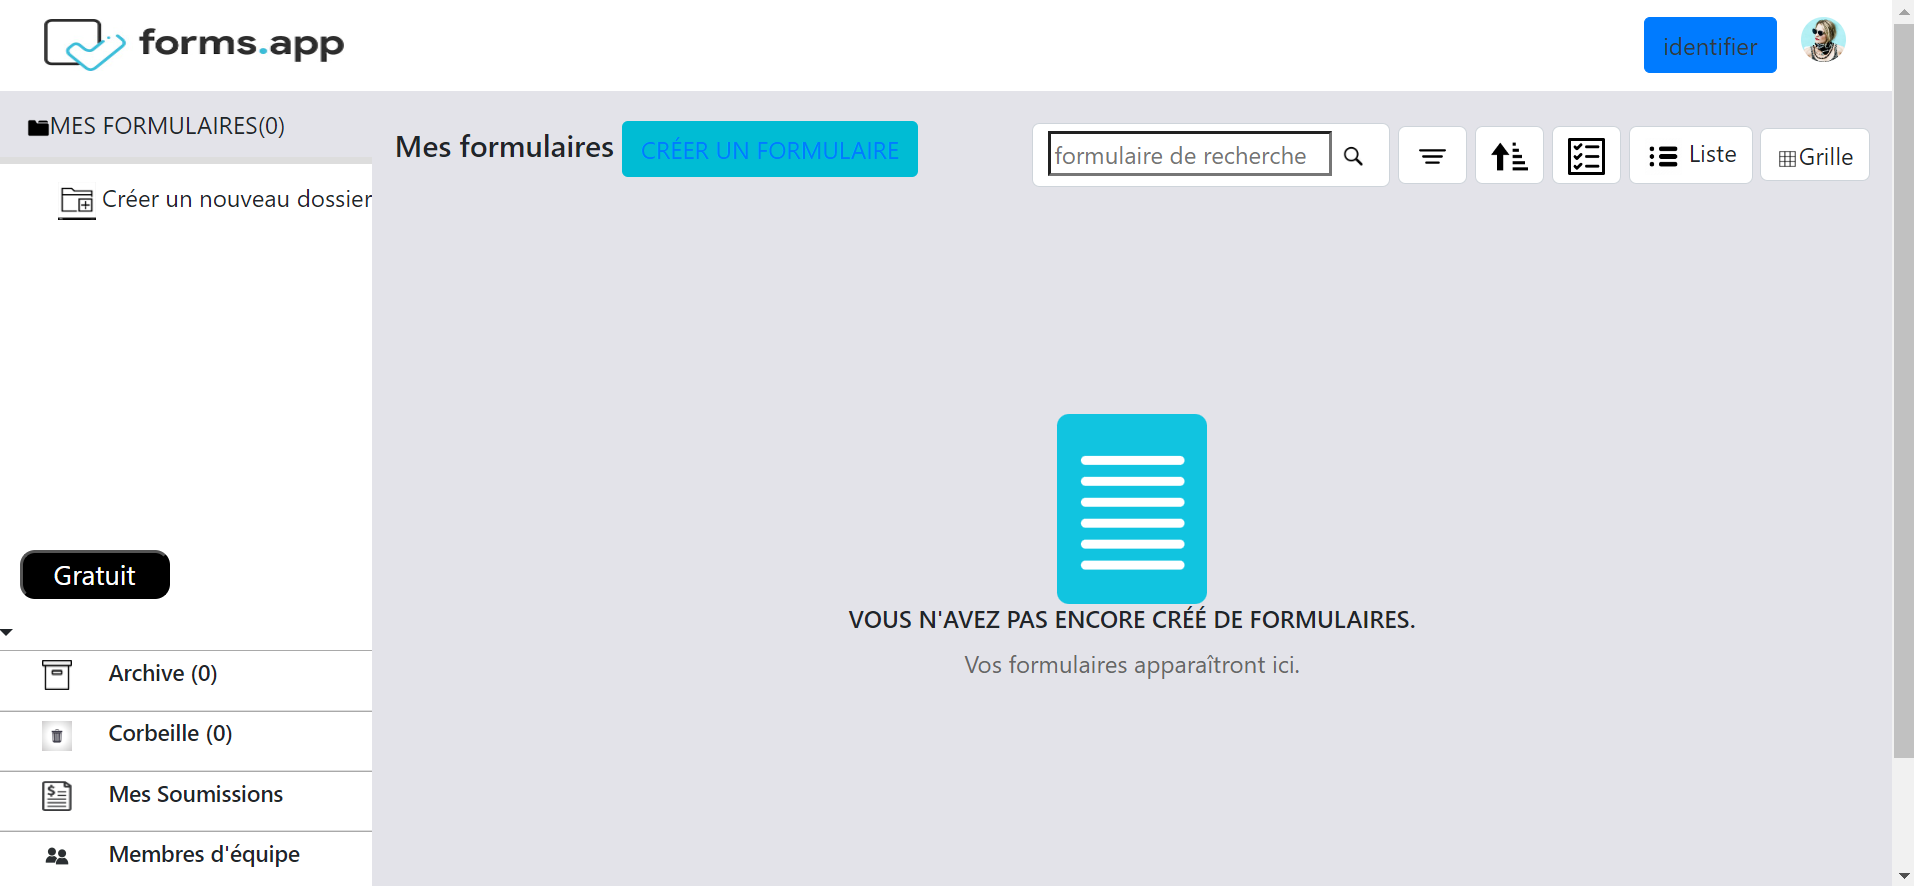 forms.app
identifier
MES FORMULAIRES(0)
Créer un nouveau dossier
Mes formulaires
CRÉER UN FORMULAIRE
formulaire de recherche
Liste
Grille
VOUS N'AVEZ PAS ENCORE CRÉÉ DE FORMULAIRES.
Vos formulaires apparaîtront ici.
Gratuit
Archive (0)
Corbeille (0)
Mes Soumissions
Membres d'équipe